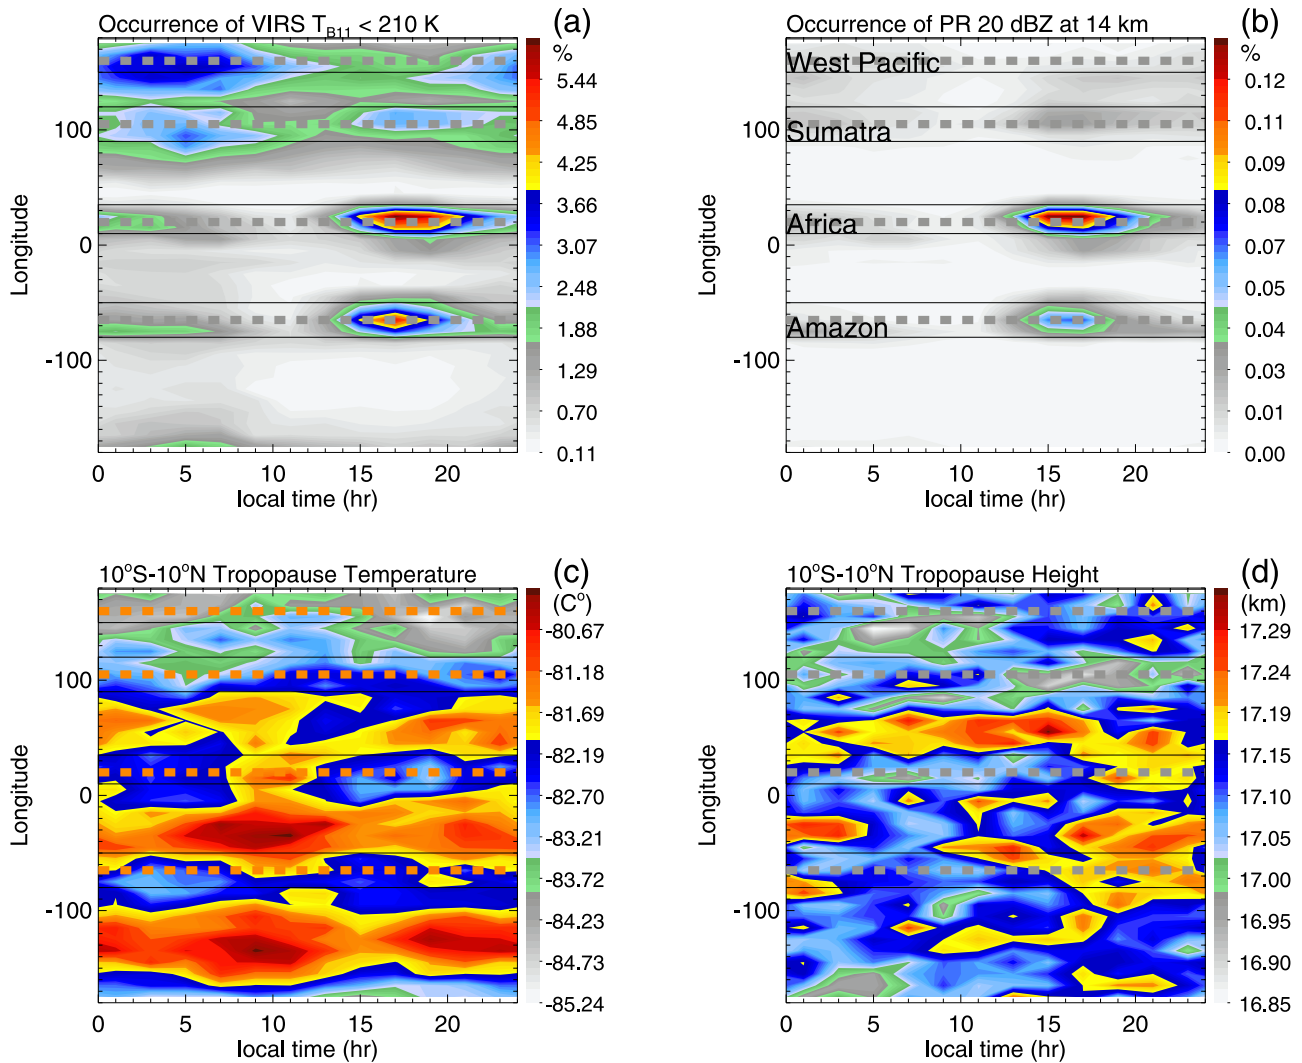 Occurrence of VIRS T_B11 < 210 K (a)
%
5.44
4.85
4.25
3.66
3.07
2.48
1.88
1.29
0.70
0.11
100
0
-100
Longitude
0 5 10 15 20
local time (hr)
Occurrence of PR 20 dBZ at 14 km (b)
West Pacific
Sumatra
Africa
Amazon
%
0.12
0.11
0.09
0.08
0.07
0.05
0.04
0.03
0.01
0.00
100
0
-100
Longitude
0 5 10 15 20
local time (hr)
10°S-10°N Tropopause Temperature (c)
(C°)
-80.67
-81.18
-81.69
-82.19
-82.70
-83.21
-83.72
-84.23
-84.73
-85.24
100
0
-100
Longitude
0 5 10 15 20
local time (hr)
10°S-10°N Tropopause Height (d)
(km)
17.29
17.24
17.19
17.15
17.10
17.05
17.00
16.95
16.90
16.85
100
0
-100
Longitude
0 5 10 15 20
local time (hr)